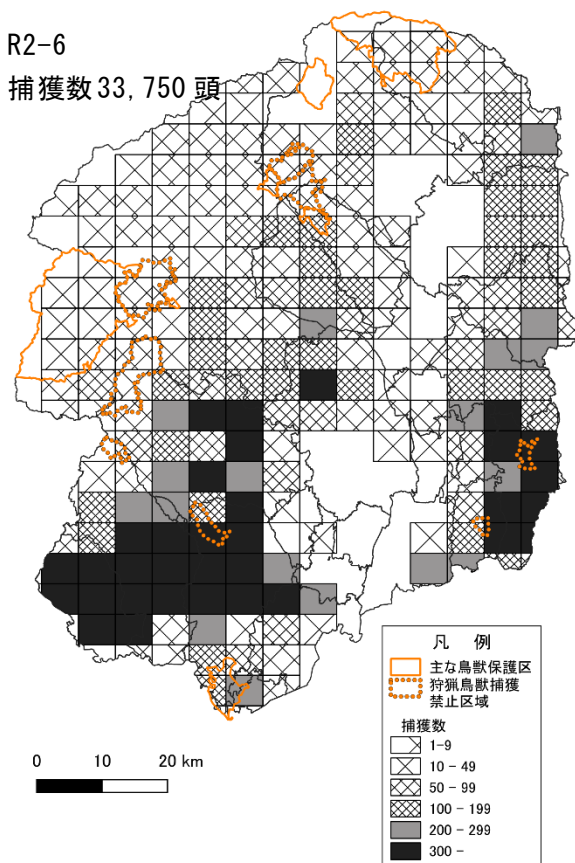 R2-6
捕獲数33,750頭
凡 例
主な鳥獣保護区
狩猟鳥獣捕獲
禁止区域
捕獲数
1-9
10 - 49
50 - 99
100 - 199
200 - 299
300 -
0 10 20 km